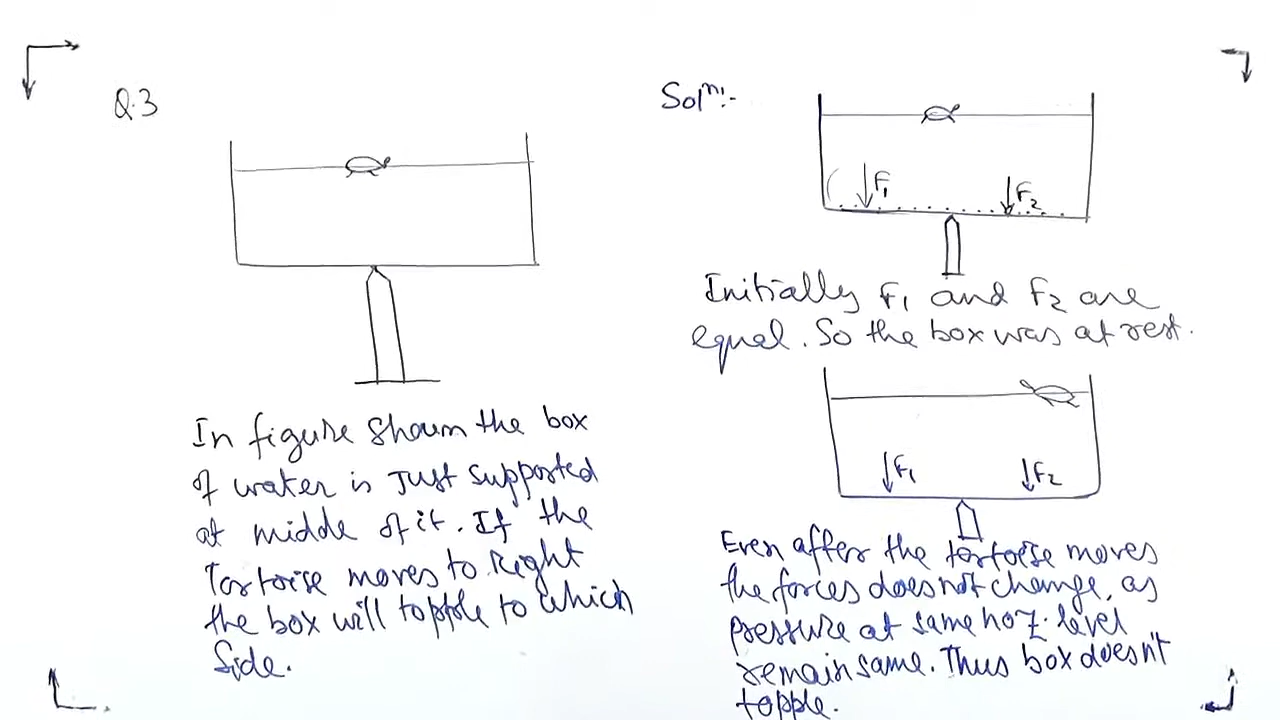 Q.3
In figure shown the box
of water is Just supported
at middle of it. If the
Tortoise moves to Right
the box will topple to which
Side.
Solⁿ:-
F₁
F₂
Initially F₁ and F₂ are
equal. So the box was at rest.
F₁
F₂
Even after the tortoise moves
the forces does not change, as
pressure at same hoz. level
remain same. Thus box doesn't
topple.